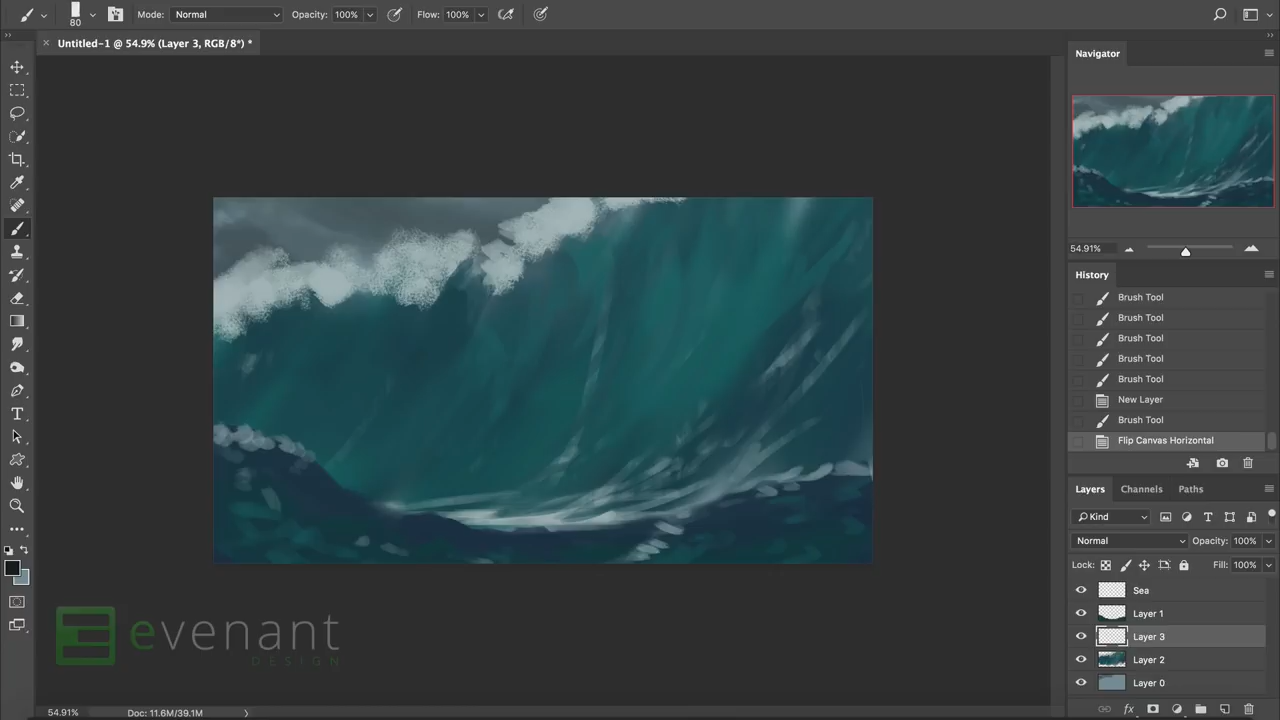 80
Mode: Normal
Opacity: 100%
Flow: 100%
Untitled-1 @ 54.9% (Layer 3, RGB/8*) *
Navigator
54.91%
History
Brush Tool
Brush Tool
Brush Tool
Brush Tool
Brush Tool
New Layer
Brush Tool
Flip Canvas Horizontal
Layers Channels Paths
Kind
Normal Opacity: 100%
Lock: Fill: 100%
Sea
Layer 1
Layer 3
Layer 2
Layer 0
fx
evenant
DESIGN
54.91% Doc: 11.6M/39.1M